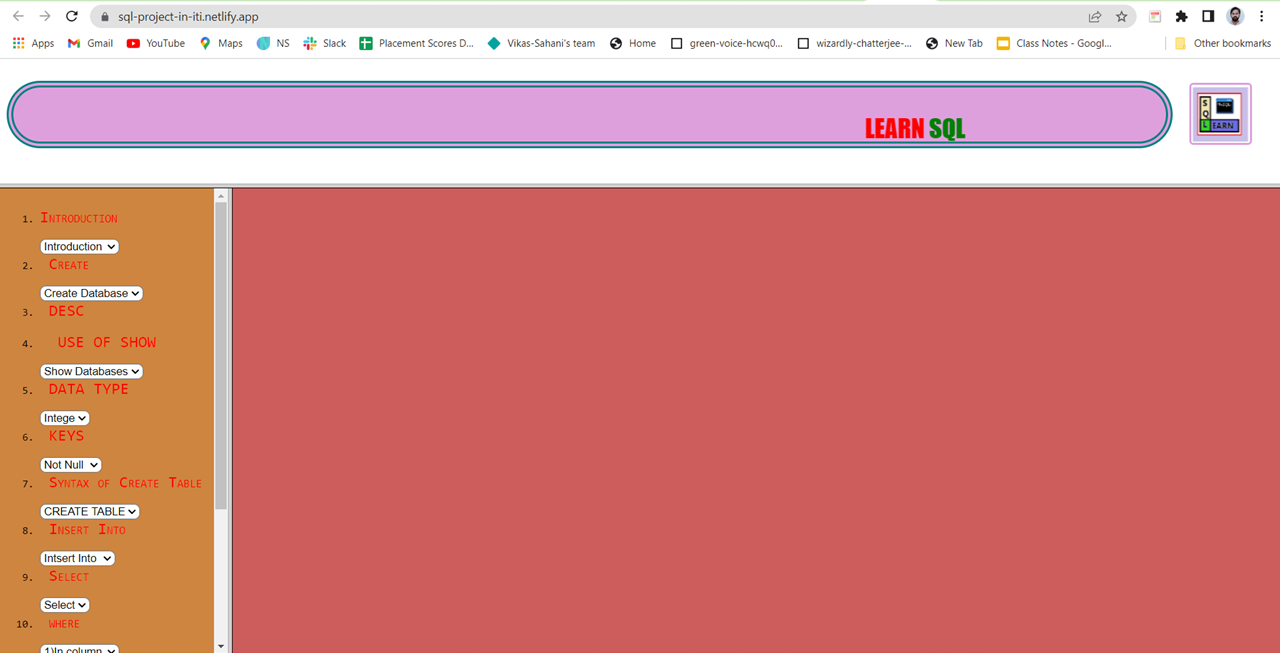 sql-project-in-iti.netlify.app
Apps Gmail YouTube Maps NS Slack Placement Scores D... Vikas-Sahani's team Home green-voice-hcwq0... wizardly-chatterjee-... New Tab Class Notes - Googl... Other bookmarks
LEARN SQL
SQL EARN
1. Introduction
Introduction
2. Create
Create Database
3. DESC
4. USE OF SHOW
Show Databases
5. DATA TYPE
Intege
6. KEYS
Not Null
7. Syntax of Create Table
CREATE TABLE
8. Insert Into
Intsert Into
9. Select
Select
10. where
1)In column